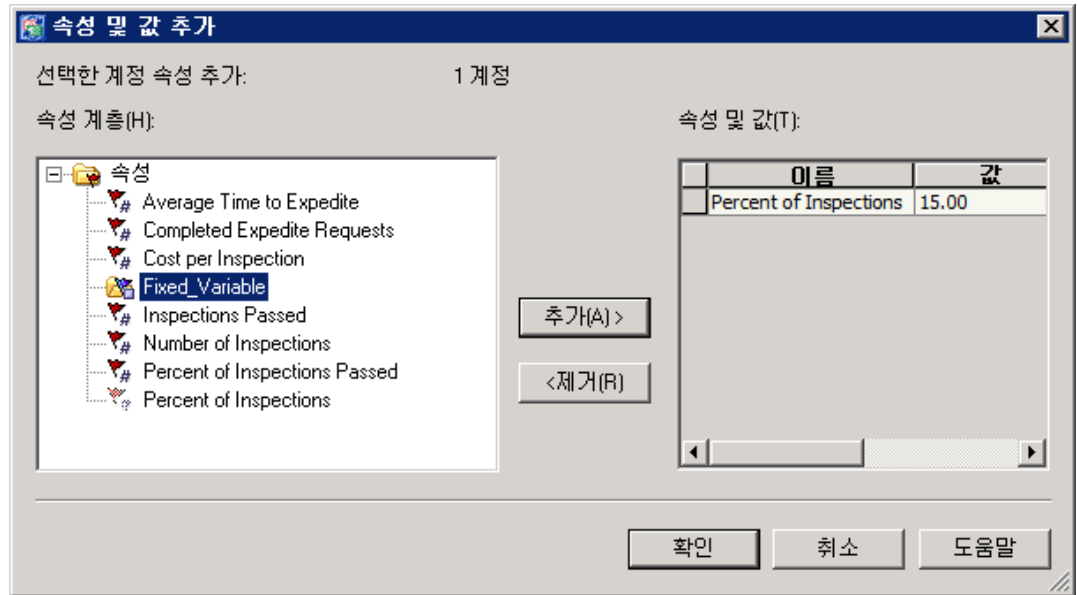 속성 및 값 추가
선택한 계정 속성 추가: 1 계정
속성 계층(H):
속성 및 값(T):
속성
Average Time to Expedite
Completed Expedite Requests
Cost per Inspection
Fixed_Variable
Inspections Passed
Number of Inspections
Percent of Inspections Passed
Percent of Inspections
추가(A) >
<제거(R)
이름 값
Percent of Inspections 15.00
확인 취소 도움말